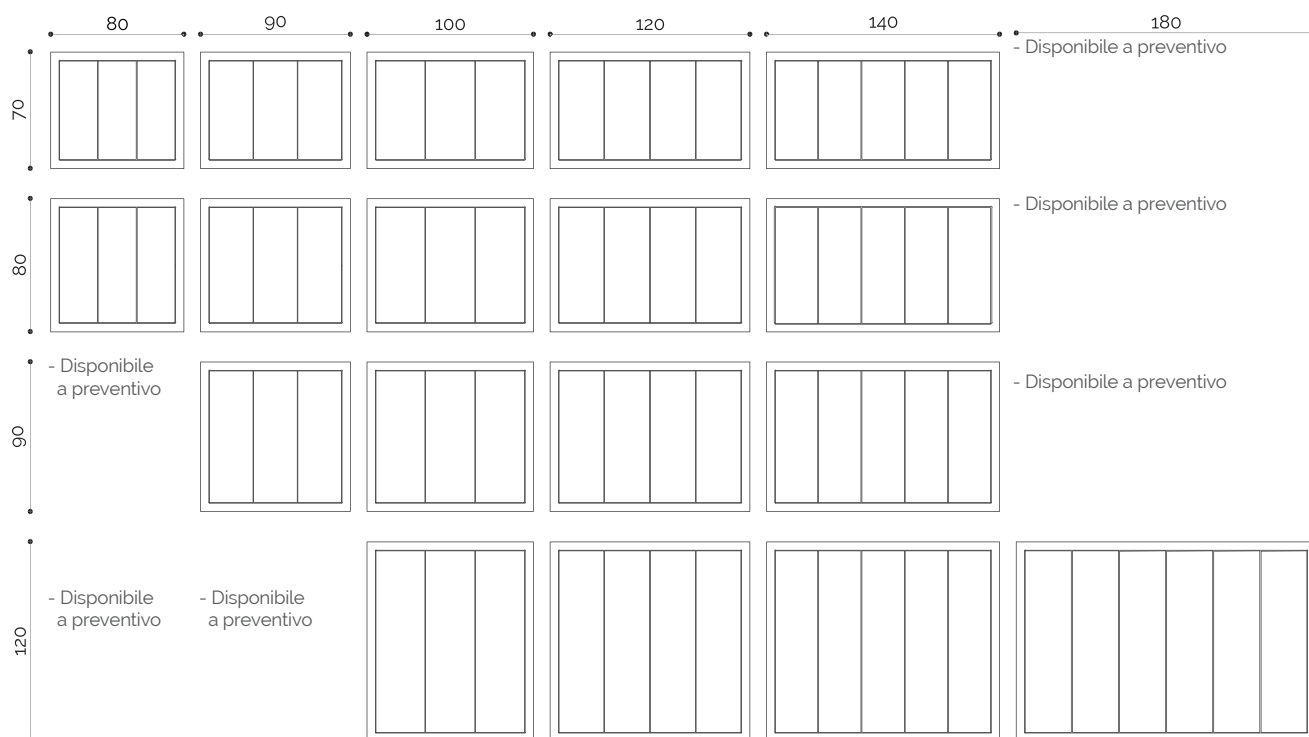 80
90
100
120
140
180
70
- Disponibile a preventivo
80
- Disponibile a preventivo
90
- Disponibile
a preventivo
- Disponibile a preventivo
120
- Disponibile
a preventivo
- Disponibile
a preventivo